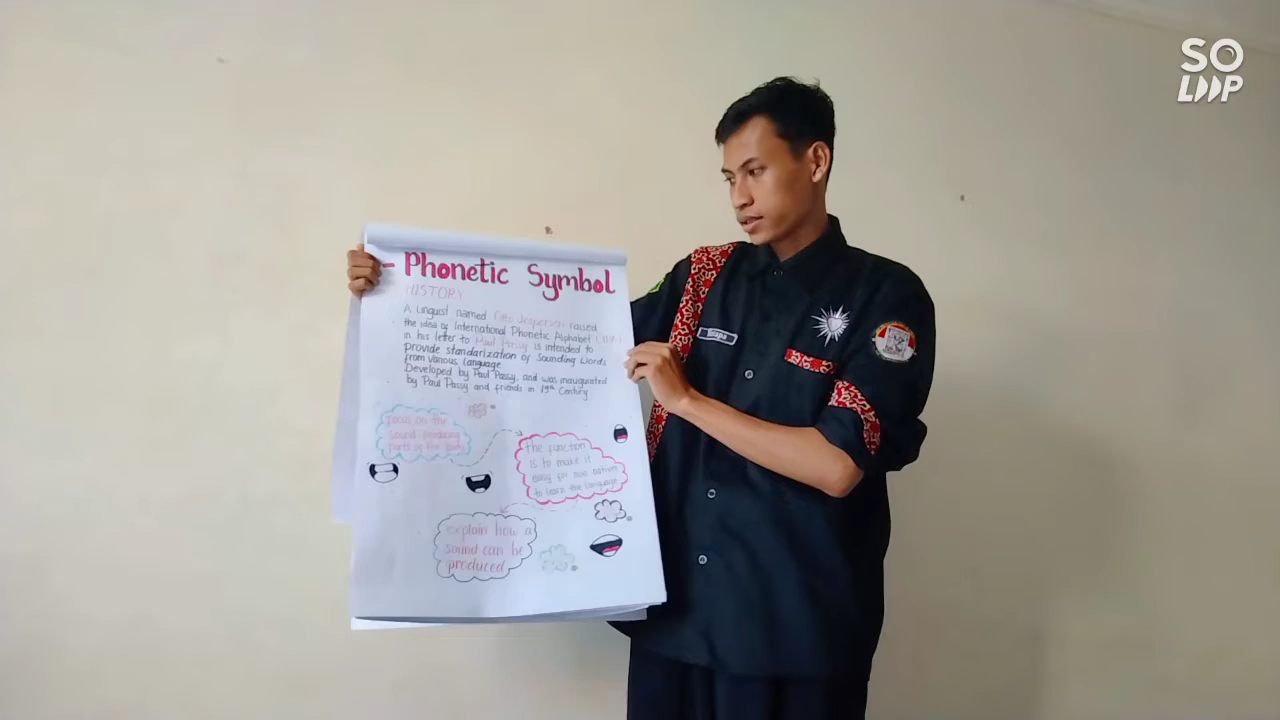 SO
LOOP
- Phonetic Symbol
HISTORY
A Linguist named Otto Jespersen raised
the idea of International Phonetic Alphabet (IPA)
in his letter to Paul Passy is intended to
provide standarization of Sounding words
from various language
Developed by Paul Passy, and was inaugurated
by Paul Passy and friends in 19th Century
Focus on the
sound producing
parts of the body
the function
is to make it
easy for non native
to learn the language
explain how a
sound can be
produced